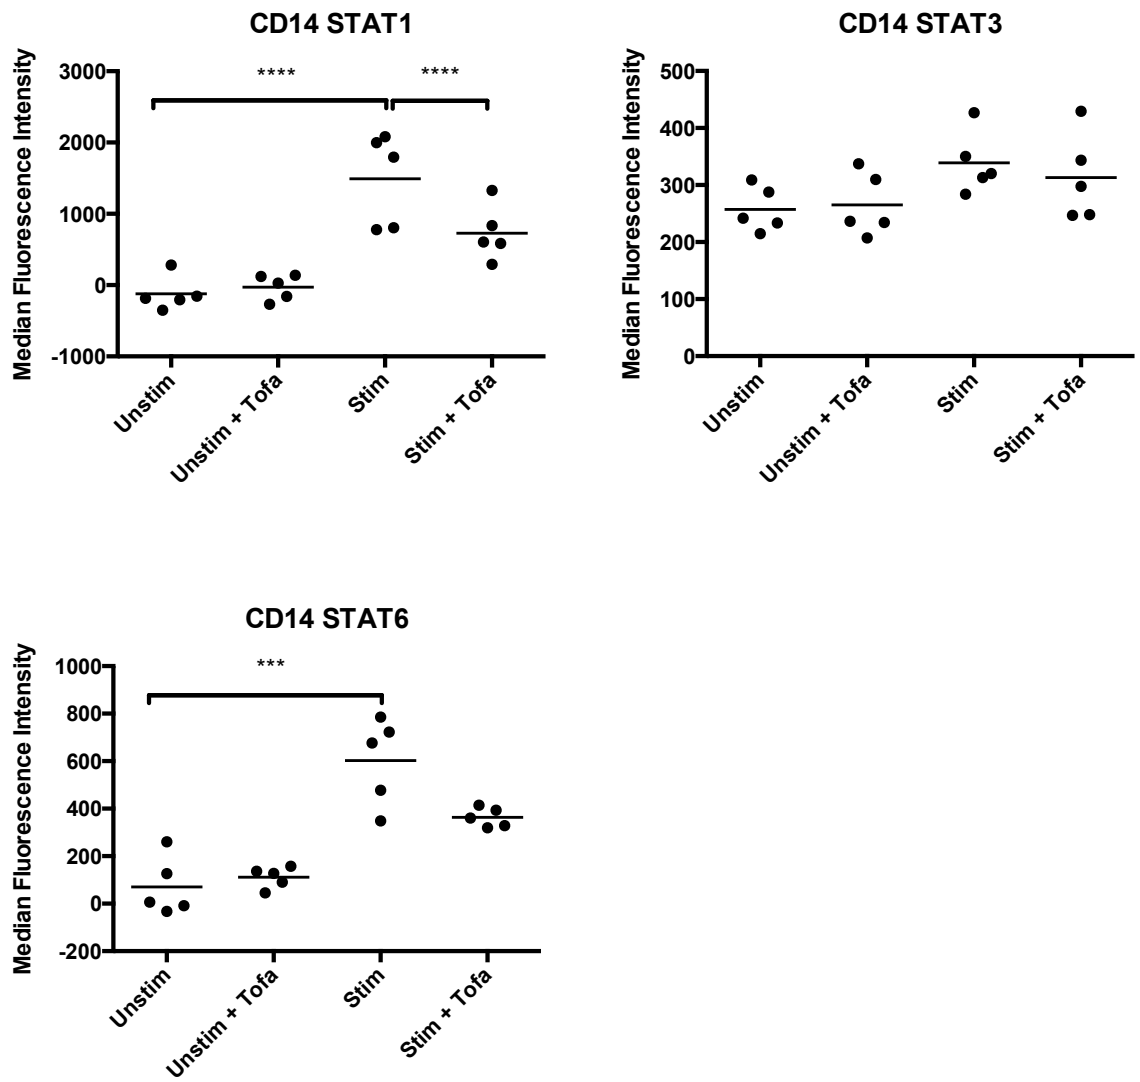 CD14 STAT1
Median Fluorescence Intensity
3000
2000
1000
0
-1000
****
****
Unstim
Unstim + Tofa
Stim
Stim + Tofa
CD14 STAT3
Median Fluorescence Intensity
500
400
300
200
100
0
Unstim
Unstim + Tofa
Stim
Stim + Tofa
CD14 STAT6
Median Fluorescence Intensity
1000
800
600
400
200
0
-200
***
Unstim
Unstim + Tofa
Stim
Stim + Tofa